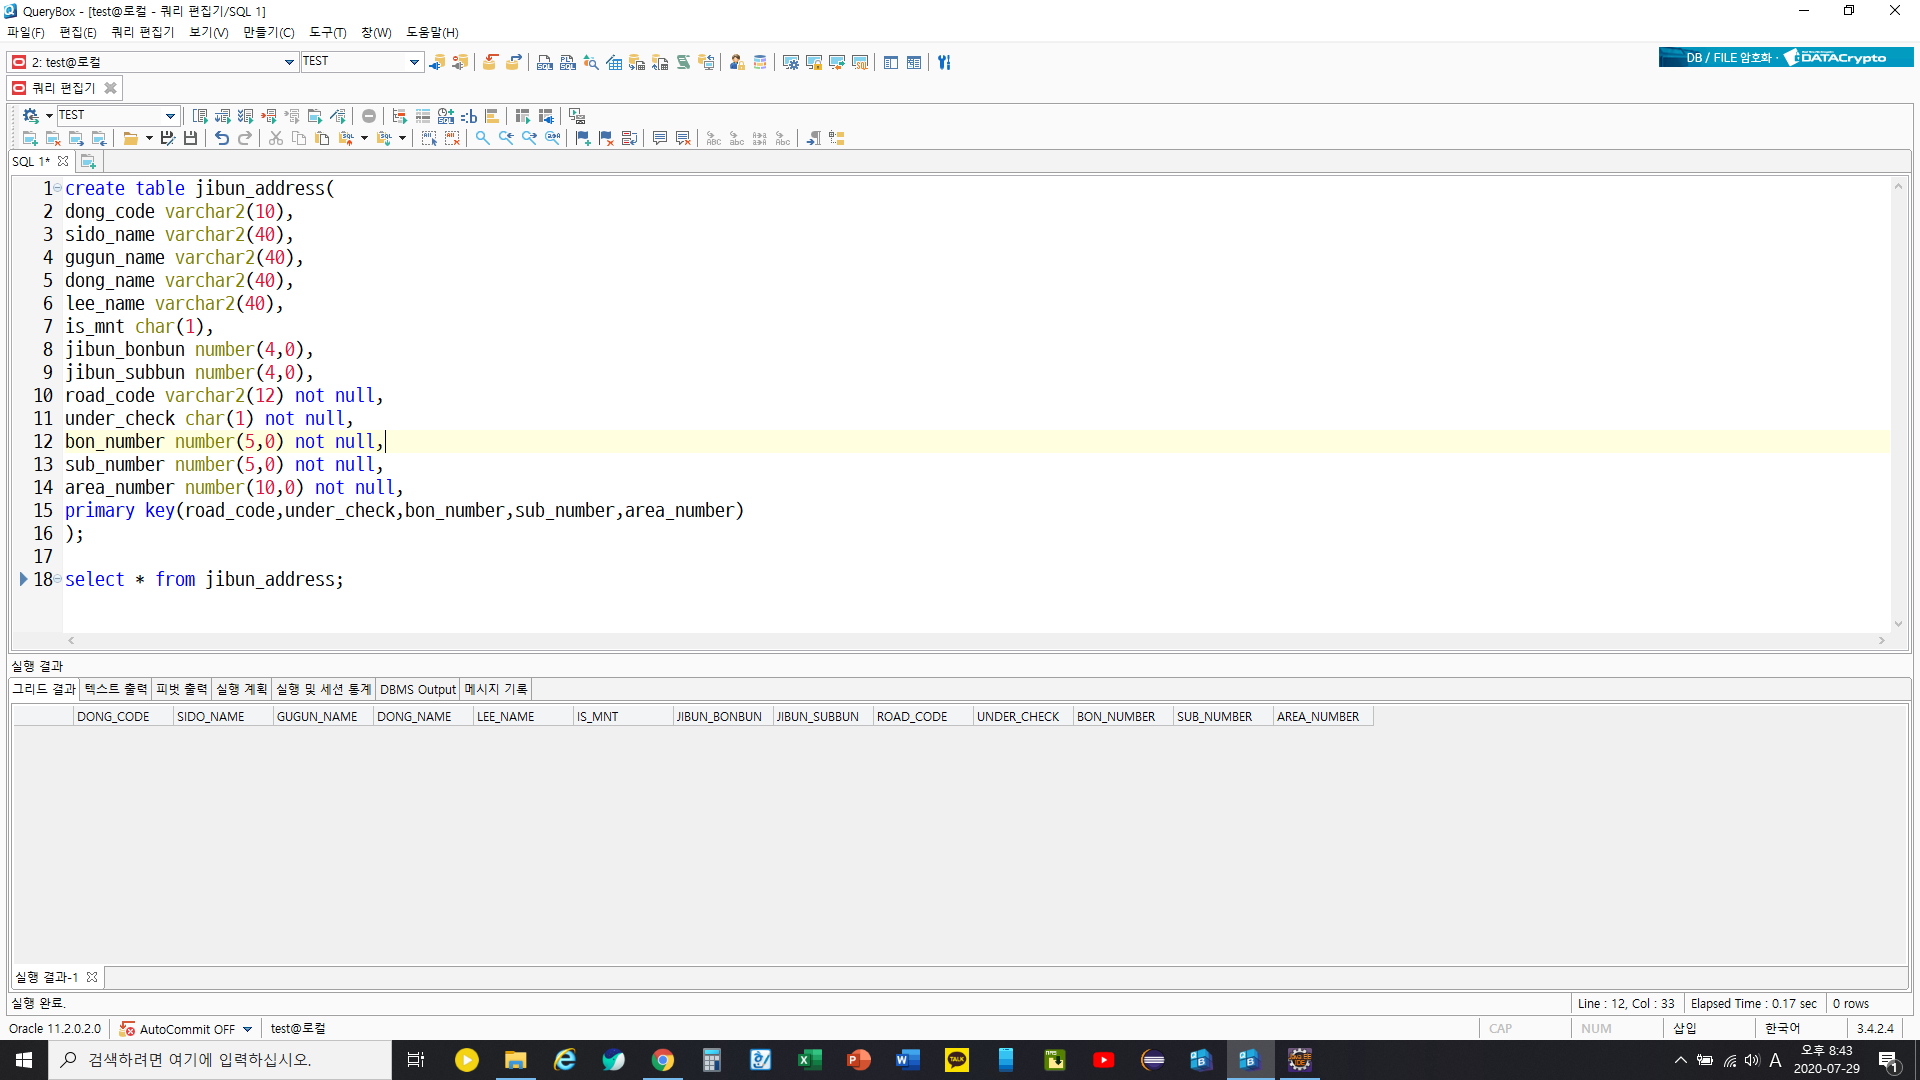 QueryBox - [test@로컬 - 쿼리 편집기/SQL 1]
파일(F) 편집(E) 쿼리 편집기 보기(V) 만들기(C) 도구(T) 창(W) 도움말(H)
2: test@로컬 TEST
DB / FILE 암호화 · DATACrypto
쿼리 편집기
TEST
SQL 1*
1 create table jibun_address(
2 dong_code varchar2(10),
3 sido_name varchar2(40),
4 gugun_name varchar2(40),
5 dong_name varchar2(40),
6 lee_name varchar2(40),
7 is_mnt char(1),
8 jibun_bonbun number(4,0),
9 jibun_subbun number(4,0),
10 road_code varchar2(12) not null,
11 under_check char(1) not null,
12 bon_number number(5,0) not null,
13 sub_number number(5,0) not null,
14 area_number number(10,0) not null,
15 primary key(road_code,under_check,bon_number,sub_number,area_number)
16 );
17
18 select * from jibun_address;
실행 결과
그리드 결과 텍스트 출력 피벗 출력 실행 계획 실행 및 세션 통계 DBMS Output 메시지 기록
DONG_CODE SIDO_NAME GUGUN_NAME DONG_NAME LEE_NAME IS_MNT JIBUN_BONBUN JIBUN_SUBBUN ROAD_CODE UNDER_CHECK BON_NUMBER SUB_NUMBER AREA_NUMBER
실행 결과-1
실행 완료. Line : 12, Col : 33 Elapsed Time : 0.17 sec 0 rows
Oracle 11.2.0.2.0 AutoCommit OFF test@로컬 CAP NUM 삽입 한국어 3.4.2.4
검색하려면 여기에 입력하십시오. A 오후 8:43
2020-07-29 1